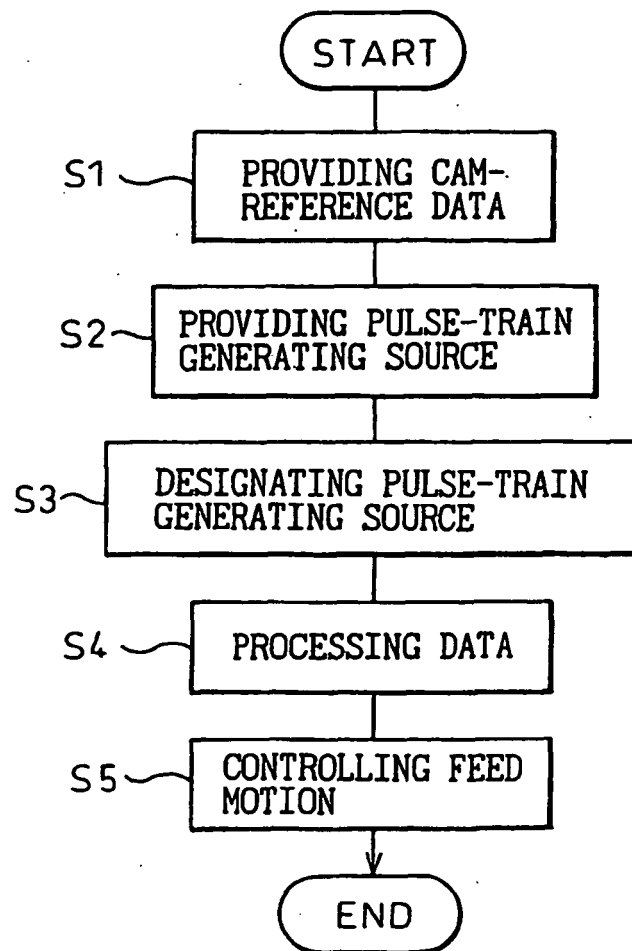 START
S1
PROVIDING CAM-
REFERENCE DATA
S2
PROVIDING PULSE-TRAIN
GENERATING SOURCE
S3
DESIGNATING PULSE-TRAIN
GENERATING SOURCE
S4
PROCESSING DATA
S5
CONTROLLING FEED
MOTION
END